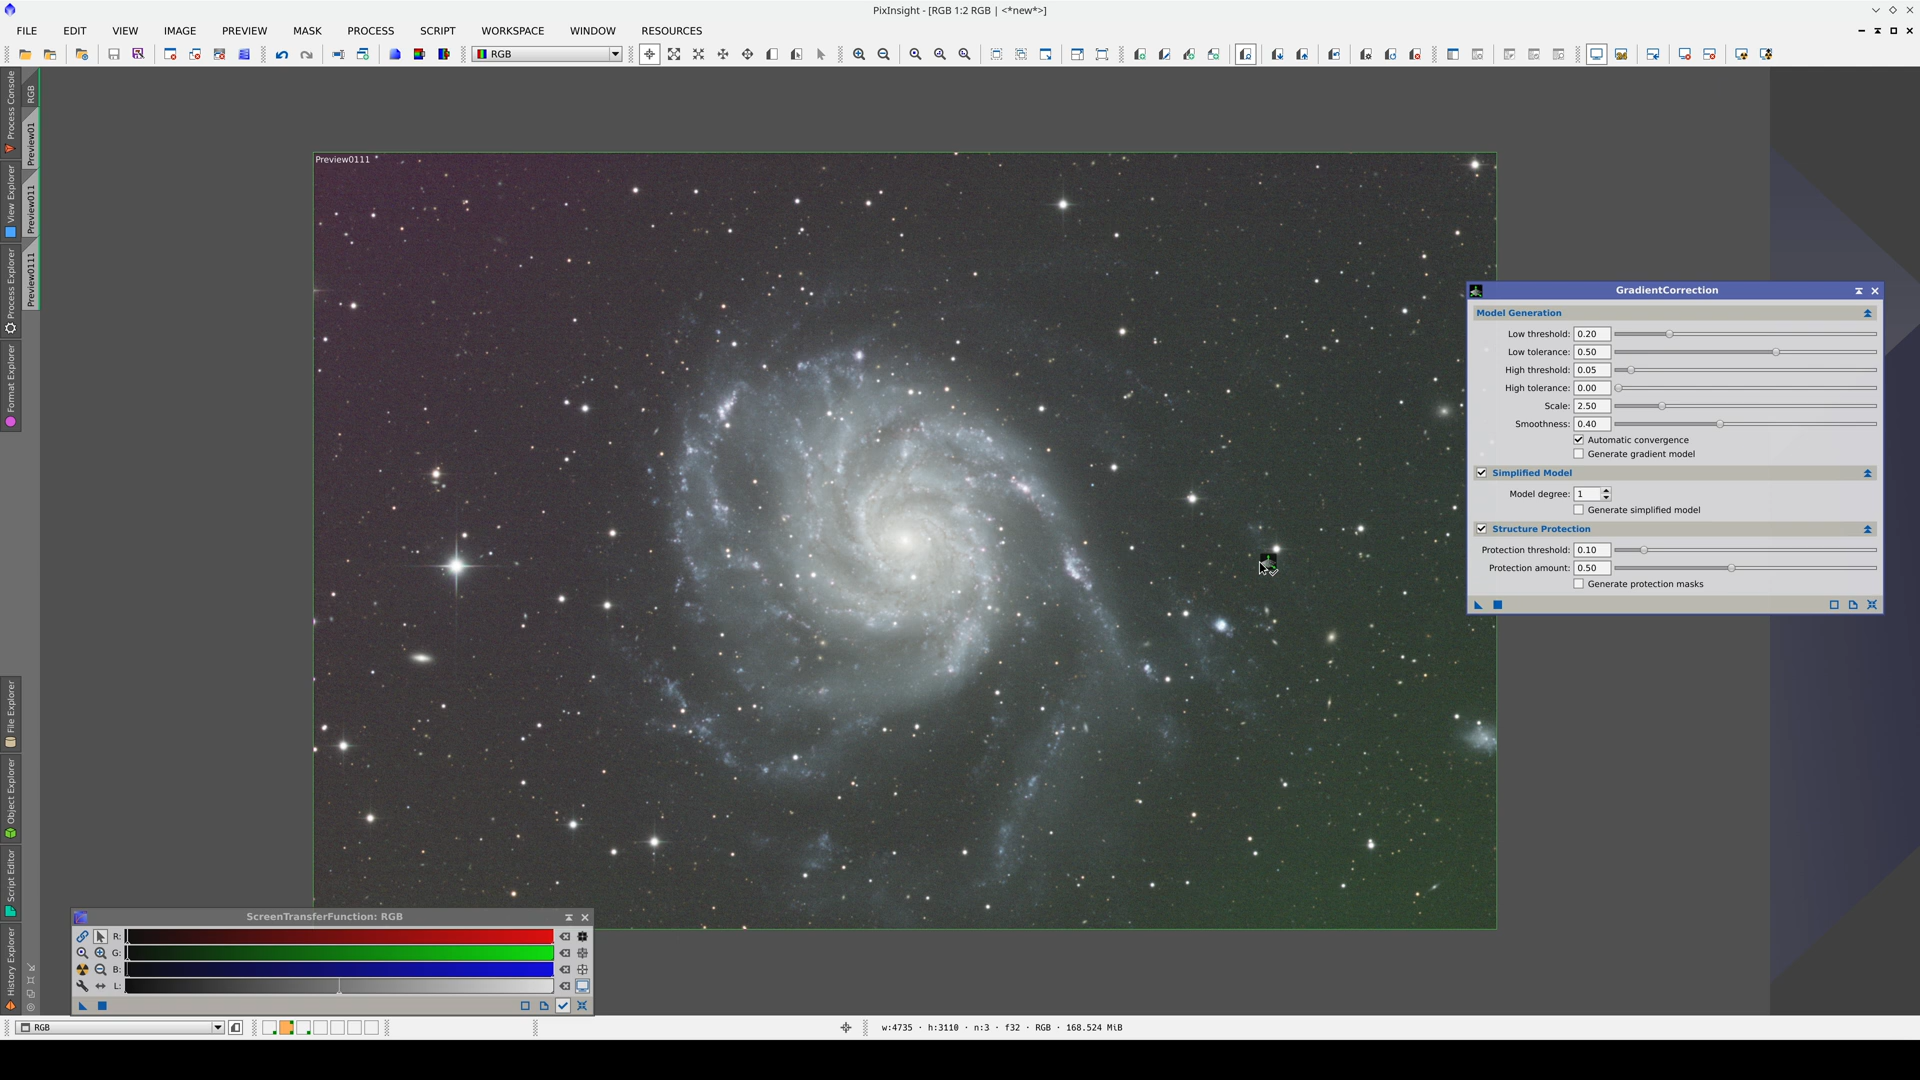 PixInsight - [RGB 1:2 RGB | <*new*>]
FILE EDIT VIEW IMAGE PREVIEW MASK PROCESS SCRIPT WORKSPACE WINDOW RESOURCES
RGB
Process Console
View Explorer
Process Explorer
Format Explorer
File Explorer
Object Explorer
Script Editor
History Explorer
RGB
Preview01
Preview011
Preview0111
Preview0111 *
GradientCorrection
Model Generation
Low threshold: 0.20
Low tolerance: 0.50
High threshold: 0.05
High tolerance: 0.00
Scale: 2.50
Smoothness: 0.40
Automatic convergence
Generate gradient model
Simplified Model
Model degree: 1
Generate simplified model
Structure Protection
Protection threshold: 0.10
Protection amount: 0.50
Generate protection masks
ScreenTransferFunction: RGB
R:
G:
B:
L:
RGB
w:4735 · h:3110 · n:3 · f32 · RGB · 168.524 MiB